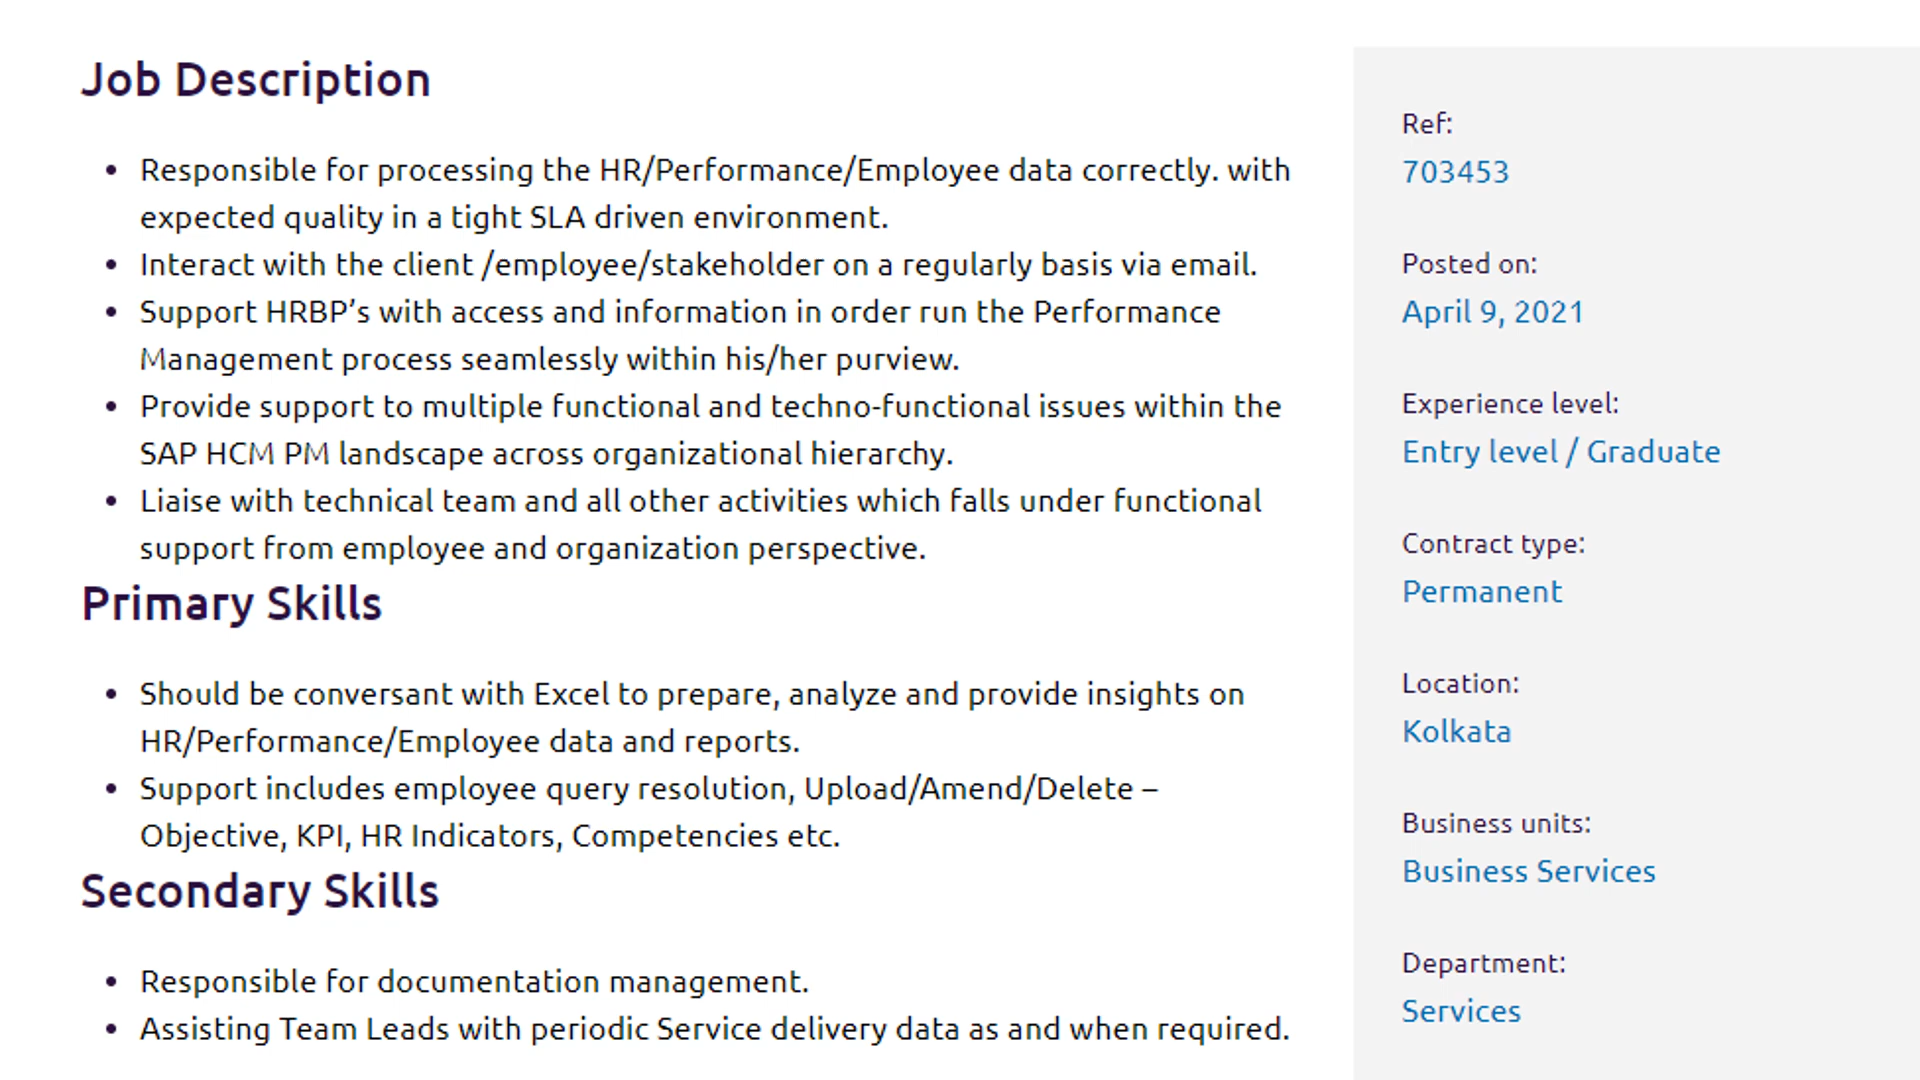 Job Description
• Responsible for processing the HR/Performance/Employee data correctly. with
expected quality in a tight SLA driven environment.
• Interact with the client /employee/stakeholder on a regularly basis via email.
• Support HRBP’s with access and information in order run the Performance
Management process seamlessly within his/her purview.
• Provide support to multiple functional and techno-functional issues within the
SAP HCM PM landscape across organizational hierarchy.
• Liaise with technical team and all other activities which falls under functional
support from employee and organization perspective.
Primary Skills
• Should be conversant with Excel to prepare, analyze and provide insights on
HR/Performance/Employee data and reports.
• Support includes employee query resolution, Upload/Amend/Delete –
Objective, KPI, HR Indicators, Competencies etc.
Secondary Skills
• Responsible for documentation management.
• Assisting Team Leads with periodic Service delivery data as and when required.
Ref:
703453
Posted on:
April 9, 2021
Experience level:
Entry level / Graduate
Contract type:
Permanent
Location:
Kolkata
Business units:
Business Services
Department:
Services